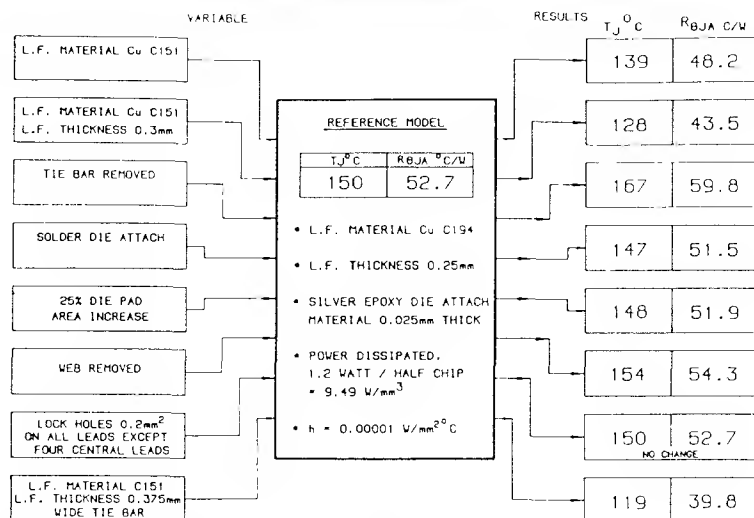 VARIABLE
L.F. MATERIAL Cu C151
L.F. MATERIAL Cu C151
L.F. THICKNESS 0.3mm
TIE BAR REMOVED
SOLDER DIE ATTACH
25% DIE PAD
AREA INCREASE
WEB REMOVED
LOCK HOLES 0.2mm²
ON ALL LEADS EXCEPT
FOUR CENTRAL LEADS
L.F. MATERIAL C151
L.F. THICKNESS 0.375mm
WIDE TIE BAR
REFERENCE MODEL
TJ°C RθJA °C/W
150 52.7
• L.F. MATERIAL Cu C194
• L.F. THICKNESS 0.25mm
• SILVER EPOXY DIE ATTACH
MATERIAL 0.025mm THICK
• POWER DISSIPATED.
1.2 WATT / HALF CHIP
= 9.49 W/mm³
• h = 0.00001 W/mm²°C
RESULTS TJ°C RθJA C/W
139 48.2
128 43.5
167 59.8
147 51.5
148 51.9
154 54.3
150 52.7
NO CHANGE
119 39.8